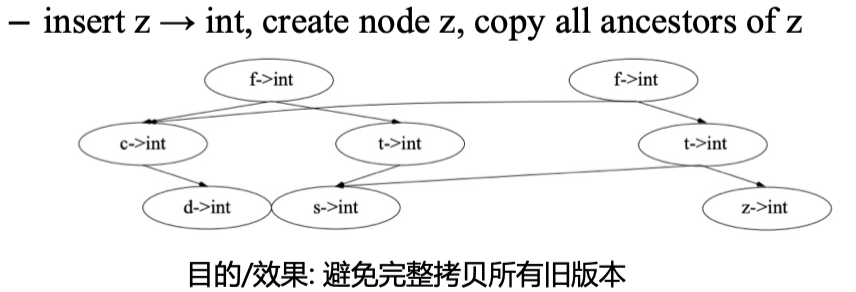 – insert z → int, create node z, copy all ancestors of z
f->int f->int
c->int t->int t->int
d->int s->int z->int
目的/效果: 避免完整拷贝所有旧版本